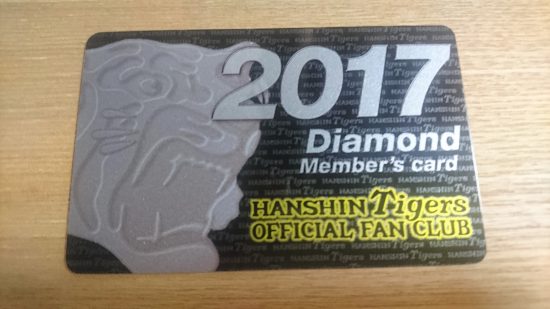 2017
Diamond
Member's card
HANSHIN Tigers
OFFICIAL FAN CLUB